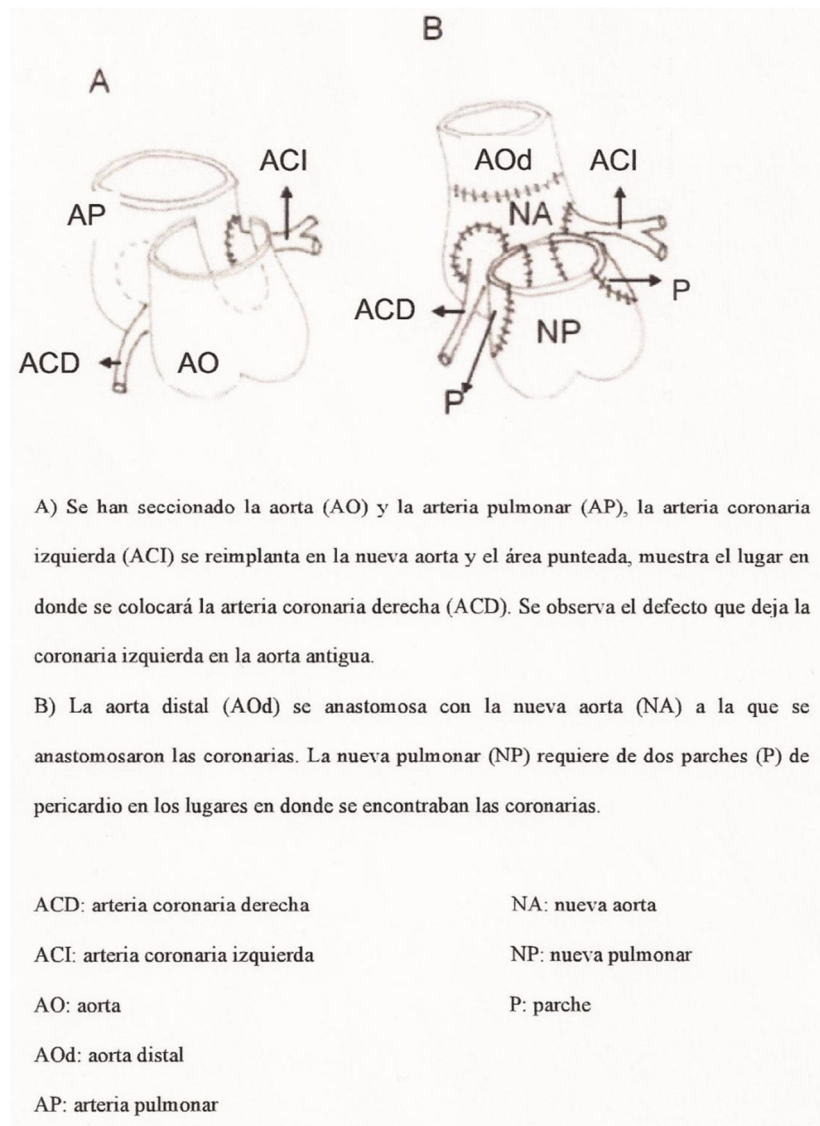 B
A
ACI
AP
ACD
AO
AOd
ACI
NA
ACD
P
NP
P
A) Se han seccionado la aorta (AO) y la arteria pulmonar (AP), la arteria coronaria
izquierda (ACI) se reimplanta en la nueva aorta y el área punteada, muestra el lugar en
donde se colocará la arteria coronaria derecha (ACD). Se observa el defecto que deja la
coronaria izquierda en la aorta antigua.
B) La aorta distal (AOd) se anastomosa con la nueva aorta (NA) a la que se
anastomosaron las coronarias. La nueva pulmonar (NP) requiere de dos parches (P) de
pericardio en los lugares en donde se encontraban las coronarias.
ACD: arteria coronaria derecha
NA: nueva aorta
ACI: arteria coronaria izquierda
NP: nueva pulmonar
AO: aorta
P: parche
AOd: aorta distal
AP: arteria pulmonar